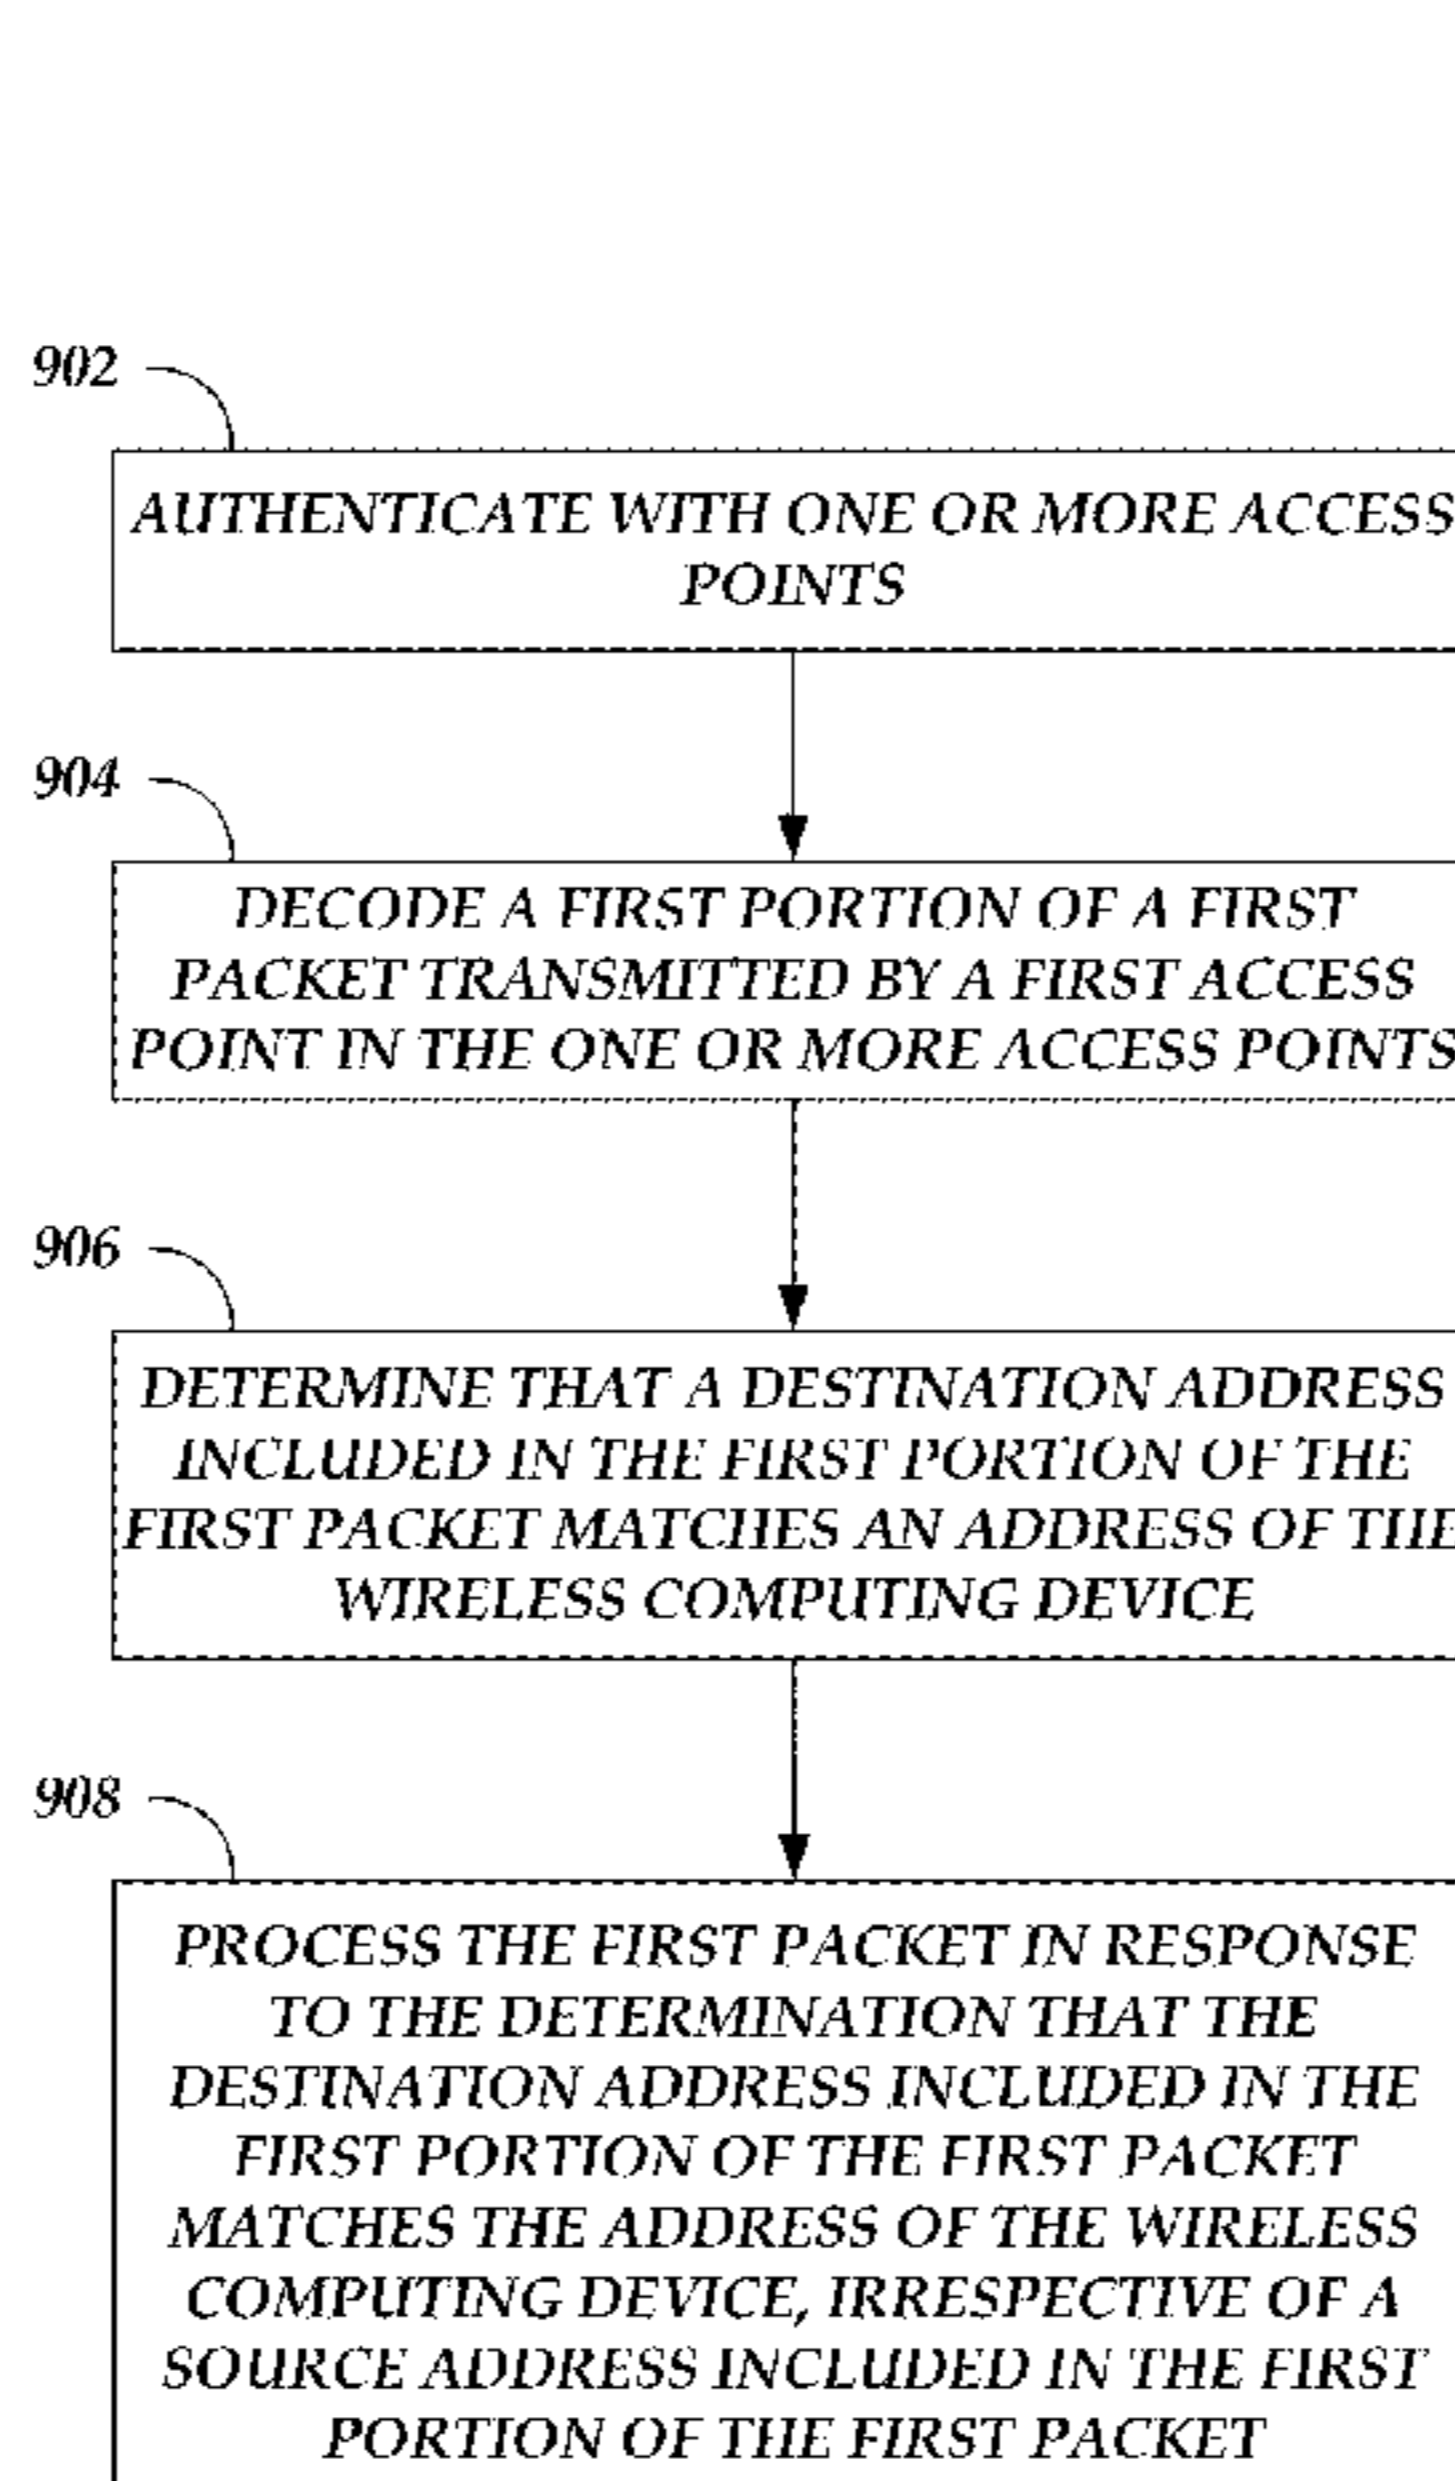 902
AUTHENTICATE WITH ONE OR MORE ACCESS
POINTS
904
DECODE A FIRST PORTION OF A FIRST
PACKET TRANSMITTED BY A FIRST ACCESS
POINT IN THE ONE OR MORE ACCESS POINTS
906
DETERMINE THAT A DESTINATION ADDRESS
INCLUDED IN THE FIRST PORTION OF THE
FIRST PACKET MATCHES AN ADDRESS OF THE
WIRELESS COMPUTING DEVICE
908
PROCESS THE FIRST PACKET IN RESPONSE
TO THE DETERMINATION THAT THE
DESTINATION ADDRESS INCLUDED IN THE
FIRST PORTION OF THE FIRST PACKET
MATCHES THE ADDRESS OF THE WIRELESS
COMPUTING DEVICE, IRRESPECTIVE OF A
SOURCE ADDRESS INCLUDED IN THE FIRST
PORTION OF THE FIRST PACKET